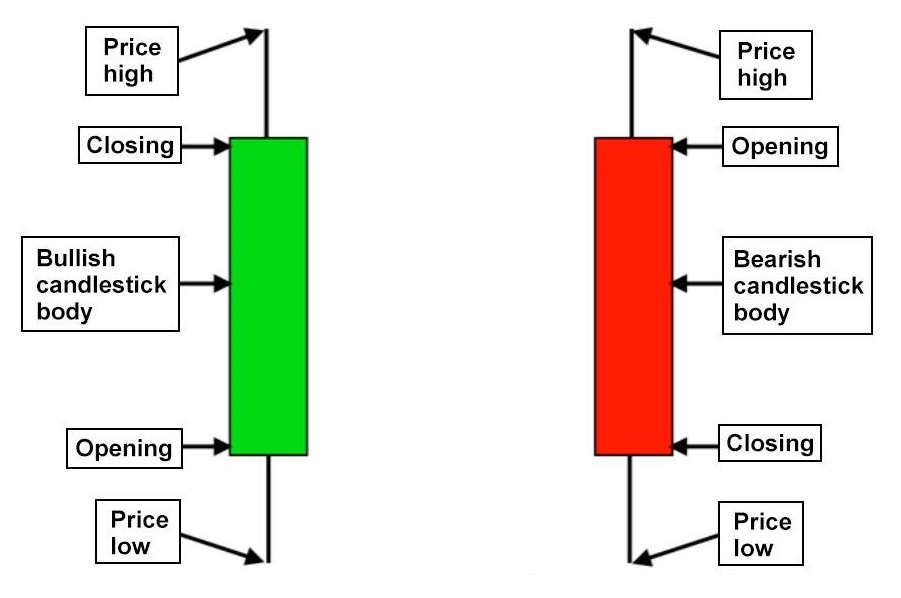 Price
high
Closing
Bullish
candlestick
body
Opening
Price
low
Price
high
Opening
Bearish
candlestick
body
Closing
Price
low